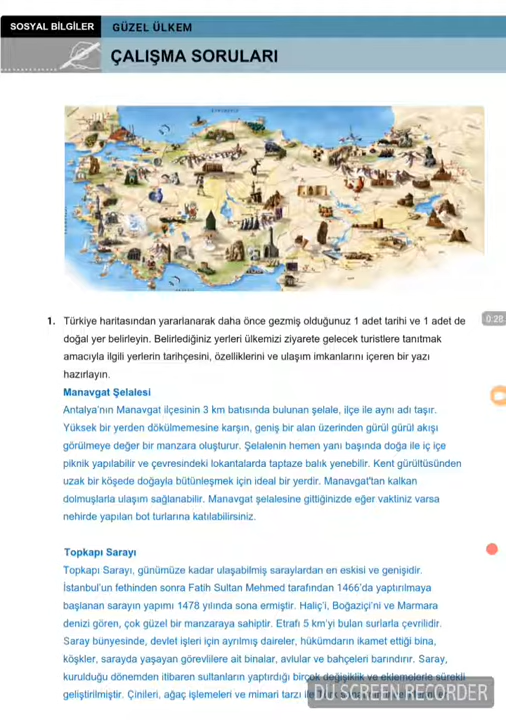 SOSYAL BİLGİLER
GÜZEL ÜLKEM
ÇALIŞMA SORULARI
1. Türkiye haritasından yararlanarak daha önce gezmiş olduğunuz 1 adet tarihi ve 1 adet de
doğal yer belirleyin. Belirlediğiniz yerleri ülkemizi ziyarete gelecek turistlere tanıtmak
amacıyla ilgili yerlerin tarihçesini, özelliklerini ve ulaşım imkanlarını içeren bir yazı
hazırlayın.
0:28
Manavgat Şelalesi
Antalya'nın Manavgat ilçesinin 3 km batısında bulunan şelale, ilçe ile aynı adı taşır.
Yüksek bir yerden dökülmemesine karşın, geniş bir alan üzerinden gürül gürül akışı
görülmeye değer bir manzara oluşturur. Şelalenin hemen yanı başında doğa ile iç içe
piknik yapılabilir ve çevresindeki lokantalarda taptaze balık yenebilir. Kent gürültüsünden
uzak bir köşede doğayla bütünleşmek için ideal bir yerdir. Manavgat'tan kalkan
dolmuşlarla ulaşım sağlanabilir. Manavgat şelalesine gittiğinizde eğer vaktiniz varsa
nehirde yapılan bot turlarına katılabilirsiniz.
Topkapı Sarayı
Topkapı Sarayı, günümüze kadar ulaşabilmiş saraylardan en eskisi ve genişidir.
İstanbul'un fethinden sonra Fatih Sultan Mehmed tarafından 1466'da yaptırılmaya
başlanan sarayın yapımı 1478 yılında sona ermiştir. Haliç'i, Boğaziçi'ni ve Marmara
denizi gören, çok güzel bir manzaraya sahiptir. Etrafı 5 km'yi bulan surlarla çevrilidir.
Saray bünyesinde, devlet işleri için ayrılmış daireler, hükümdarın ikamet ettiği bina,
köşkler, sarayda yaşayan görevlilere ait binalar, avlular ve bahçeleri barındırır. Saray,
kurulduğu dönemden itibaren sultanların yaptırdığı birçok değişiklik ve eklemelerle sürekli
geliştirilmiştir. Çinileri, ağaç işlemeleri ve mimari tarzı ile
DU SCREEN RECORDER